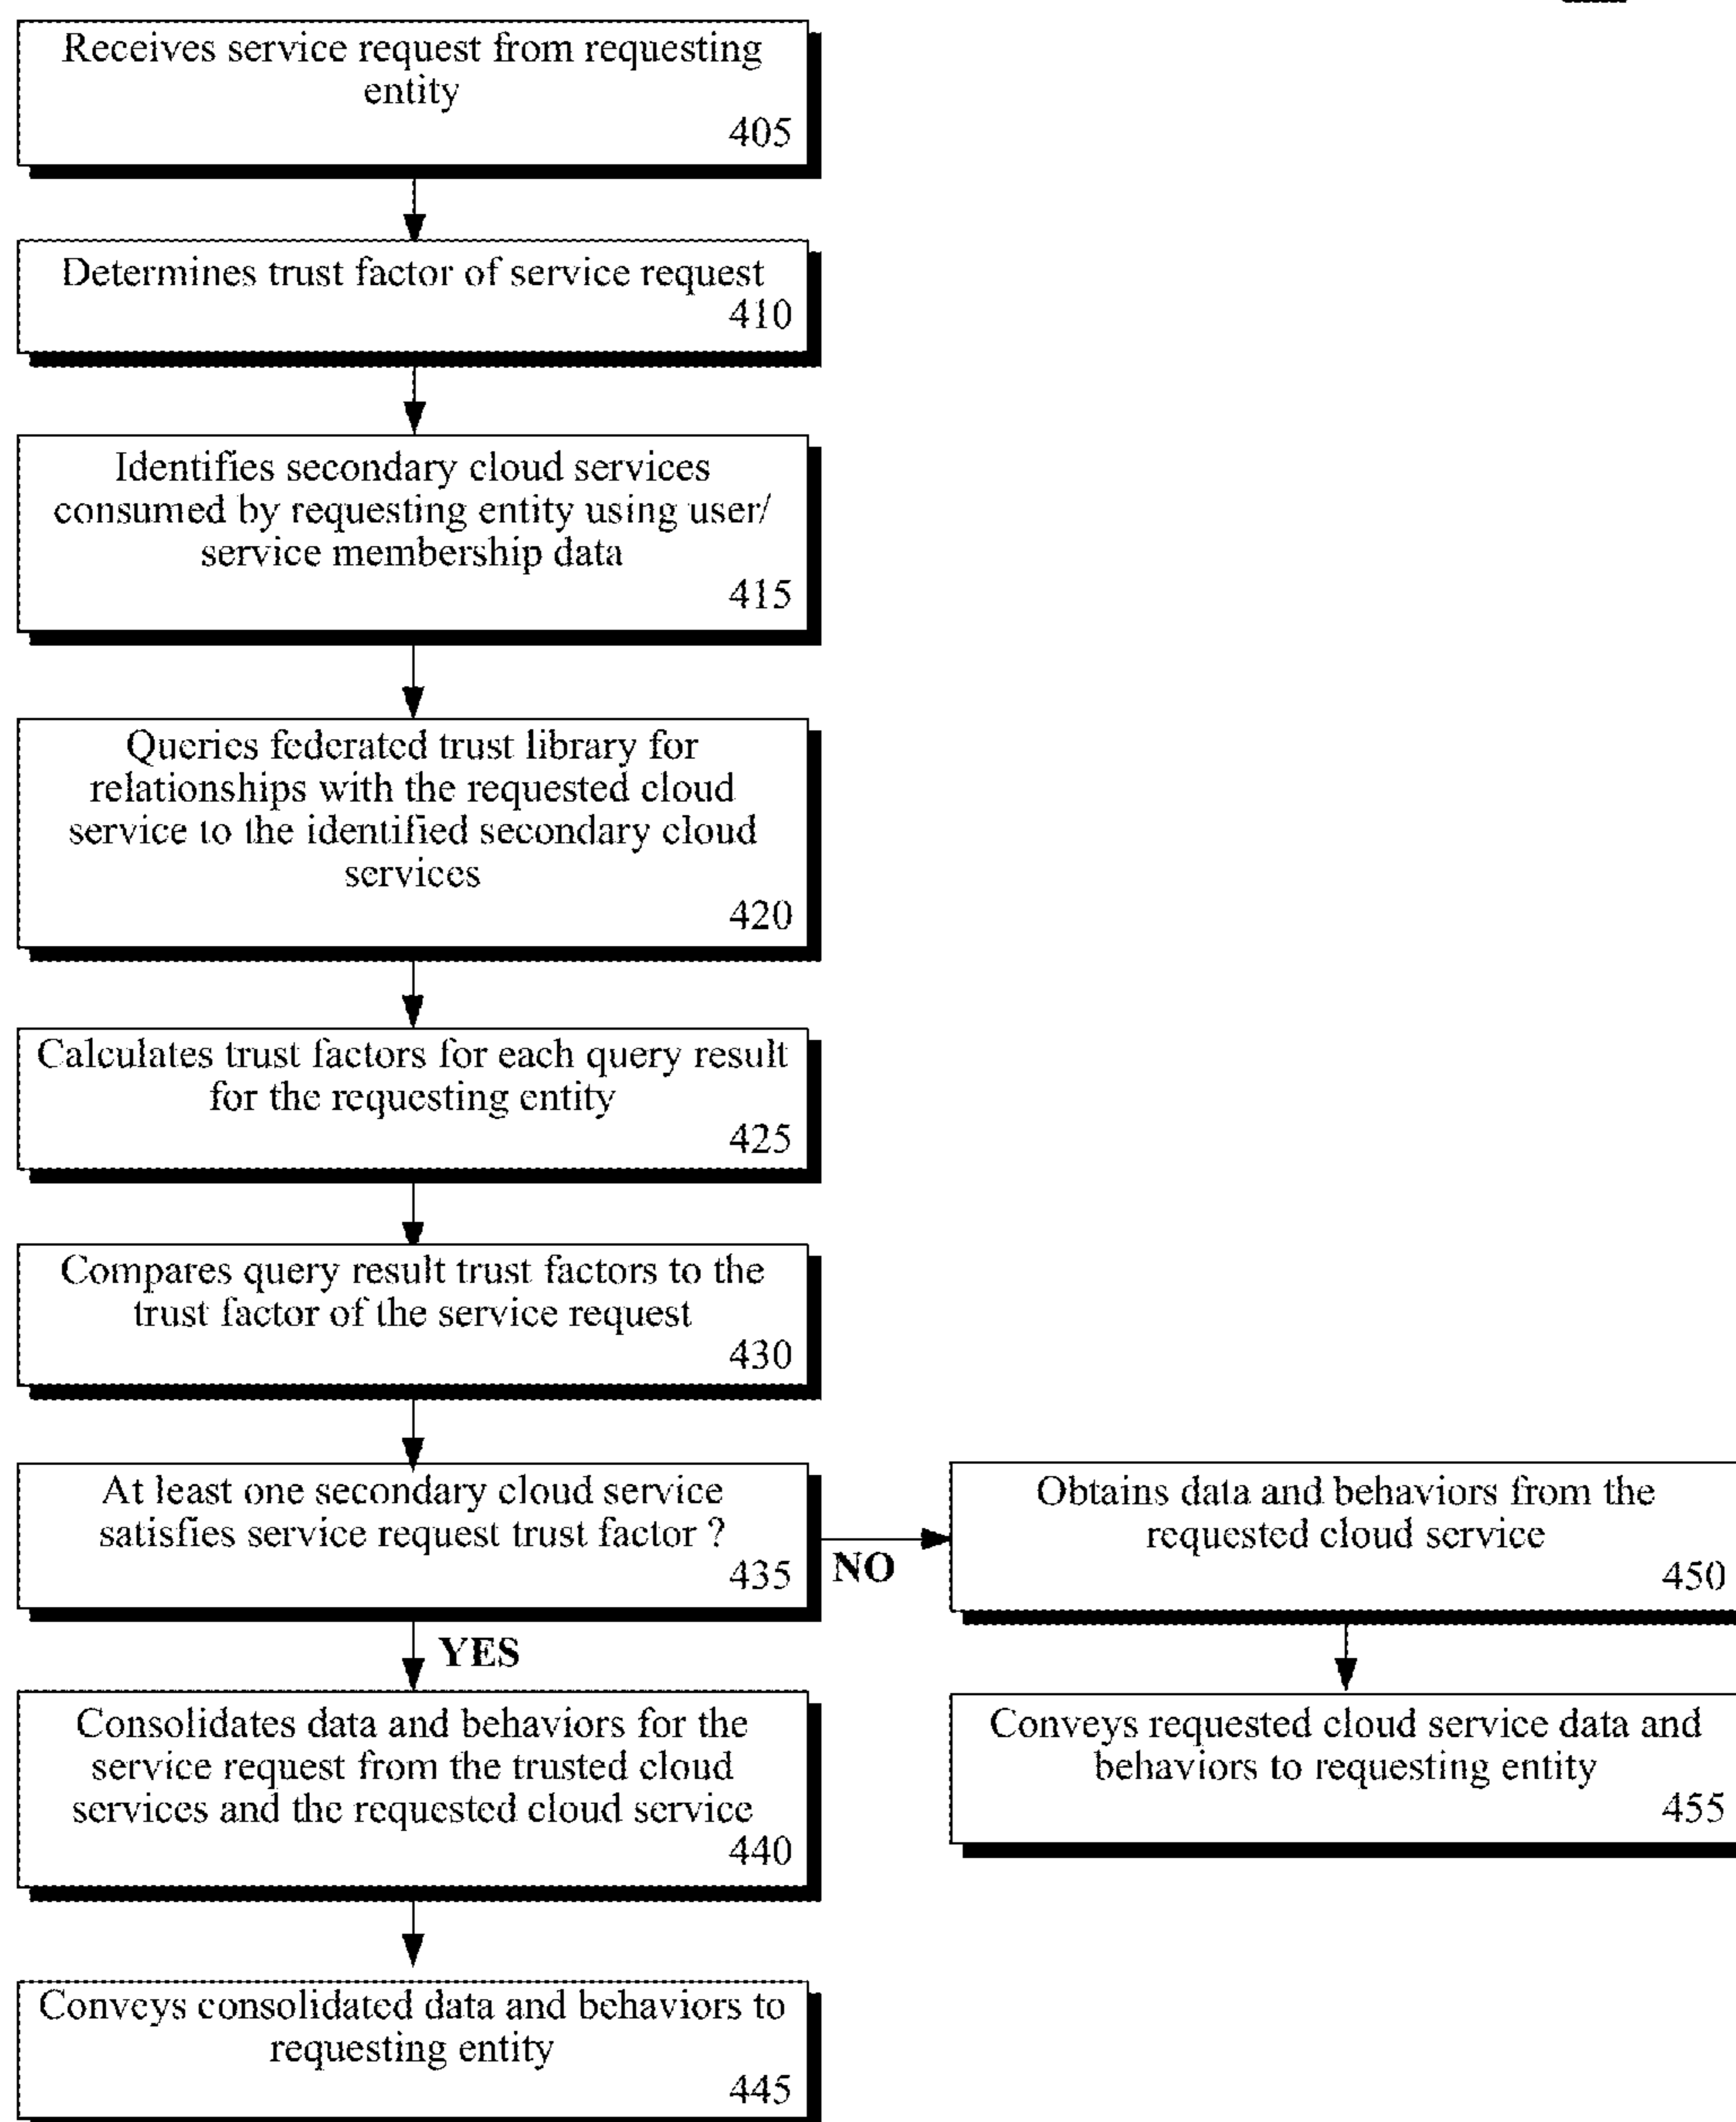 Receives service request from requesting
entity
405
Determines trust factor of service request
410
Identifies secondary cloud services
consumed by requesting entity using user/
service membership data
415
Queries federated trust library for
relationships with the requested cloud
service to the identified secondary cloud
services
420
Calculates trust factors for each query result
for the requesting entity
425
Compares query result trust factors to the
trust factor of the service request
430
At least one secondary cloud service
satisfies service request trust factor ?
435
NO
Obtains data and behaviors from the
requested cloud service
450
YES
Consolidates data and behaviors for the
service request from the trusted cloud
services and the requested cloud service
440
Conveys requested cloud service data and
behaviors to requesting entity
455
Conveys consolidated data and behaviors to
requesting entity
445